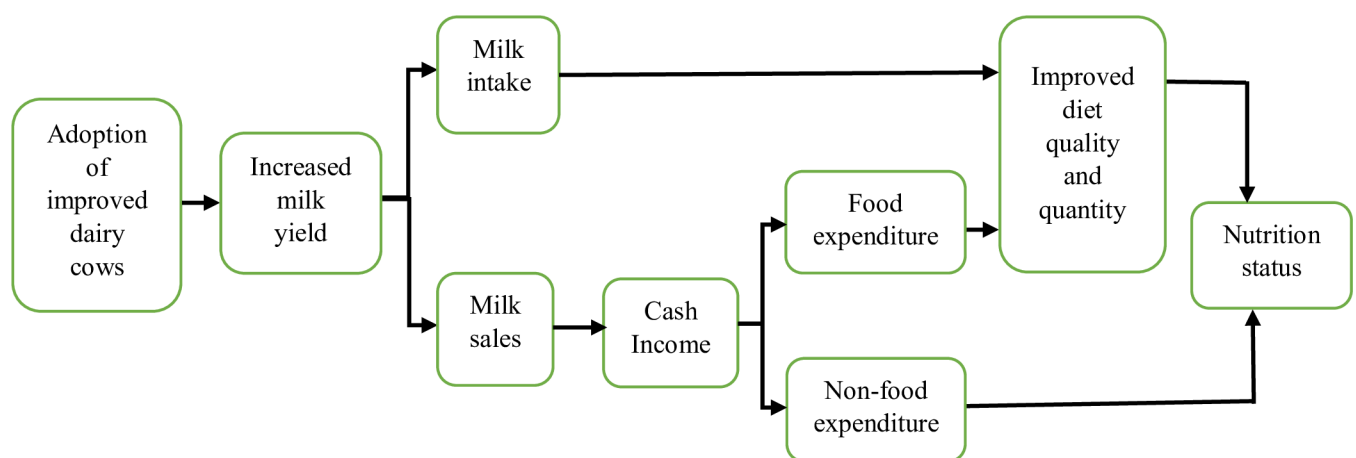 Adoption
of
improved
dairy
cows
Increased
milk
yield
Milk
intake
Milk
sales
Cash
Income
Food
expenditure
Non-food
expenditure
Improved
diet
quality
and
quantity
Nutrition
status